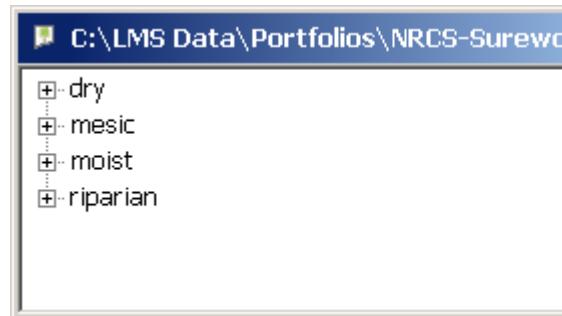 C:\LMS Data\Portfolios\NRCS-Surewo
dry
mesic
moist
riparian